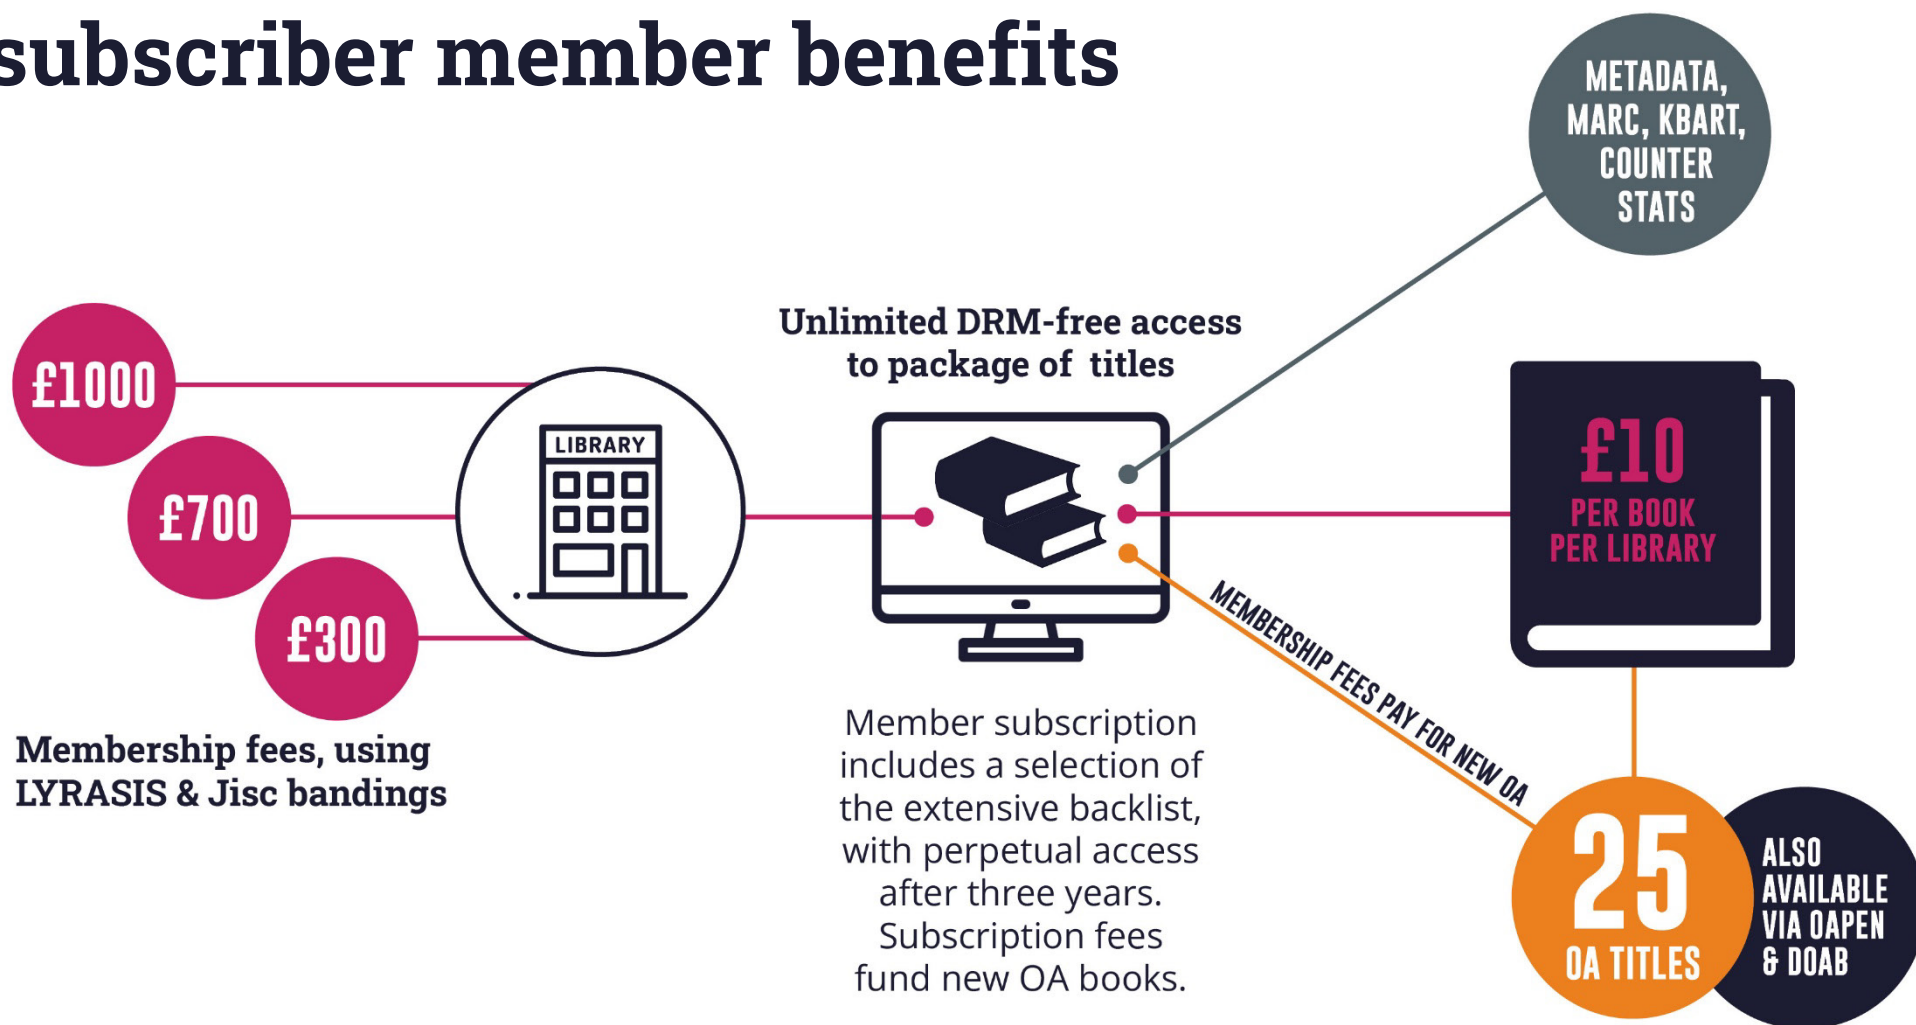 subscriber member benefits
METADATA,
MARC, KBART,
COUNTER
STATS
£1000
£700
£300
Membership fees, using
LYRASIS & Jisc bandings
LIBRARY
Unlimited DRM-free access
to package of titles
Member subscription
includes a selection of
the extensive backlist,
with perpetual access
after three years.
Subscription fees
fund new OA books.
£10
PER BOOK
PER LIBRARY
MEMBERSHIP FEES PAY FOR NEW OA
25
OA TITLES
ALSO
AVAILABLE
VIA OAPEN
& DOAB